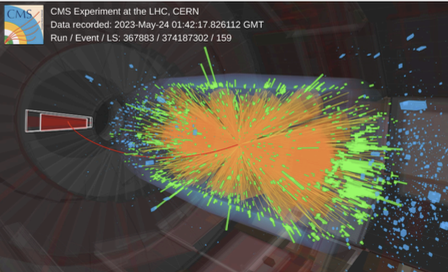 CMS
CMS Experiment at the LHC, CERN
Data recorded: 2023-May-24 01:42:17.826112 GMT
Run / Event / LS: 367883 / 374187302 / 159